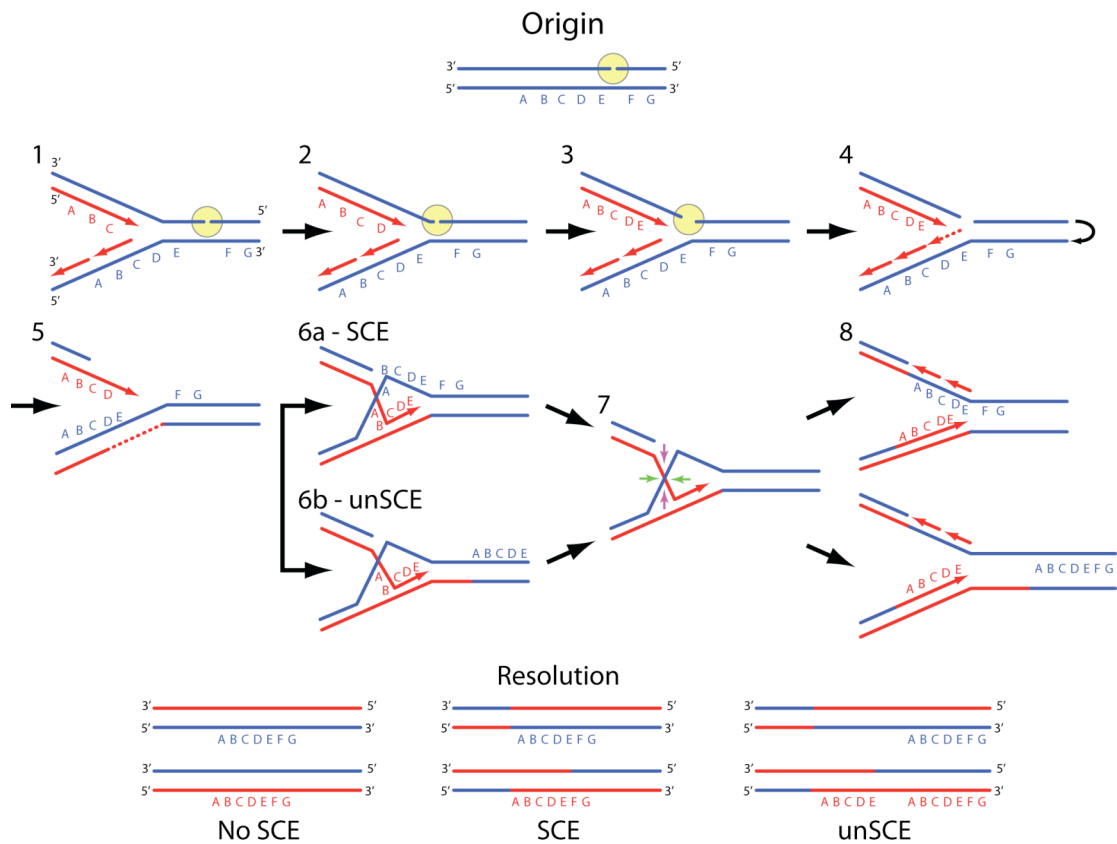 Origin
3′ 5′
5′ 3′
A B C D E F G
1 2 3 4
3′
5′
A B C
5′
3′
3′
5′
A B C D E F G
A B C D
A B C D E F G
A B C D E
A B C D E F G
A B C D E
A B C D E F G
5 6a - SCE 8
A B C D
F G
A B C D E
B C D E F G
A
A B C D E
7
A B C D E F G
A B C D E
6b - unSCE
A B C D E
A B C D E
A B C D E F G
A B C D E
Resolution
3′ 5′ 3′ 5′ 3′ 5′
5′ 3′ 5′ 3′ 5′ 3′
A B C D E F G A B C D E F G A B C D E F G
3′ 5′ 3′ 5′ 3′ 5′
5′ 3′ 5′ 3′ 5′ 3′
A B C D E F G A B C D E F G A B C D E A B C D E F G
No SCE SCE unSCE